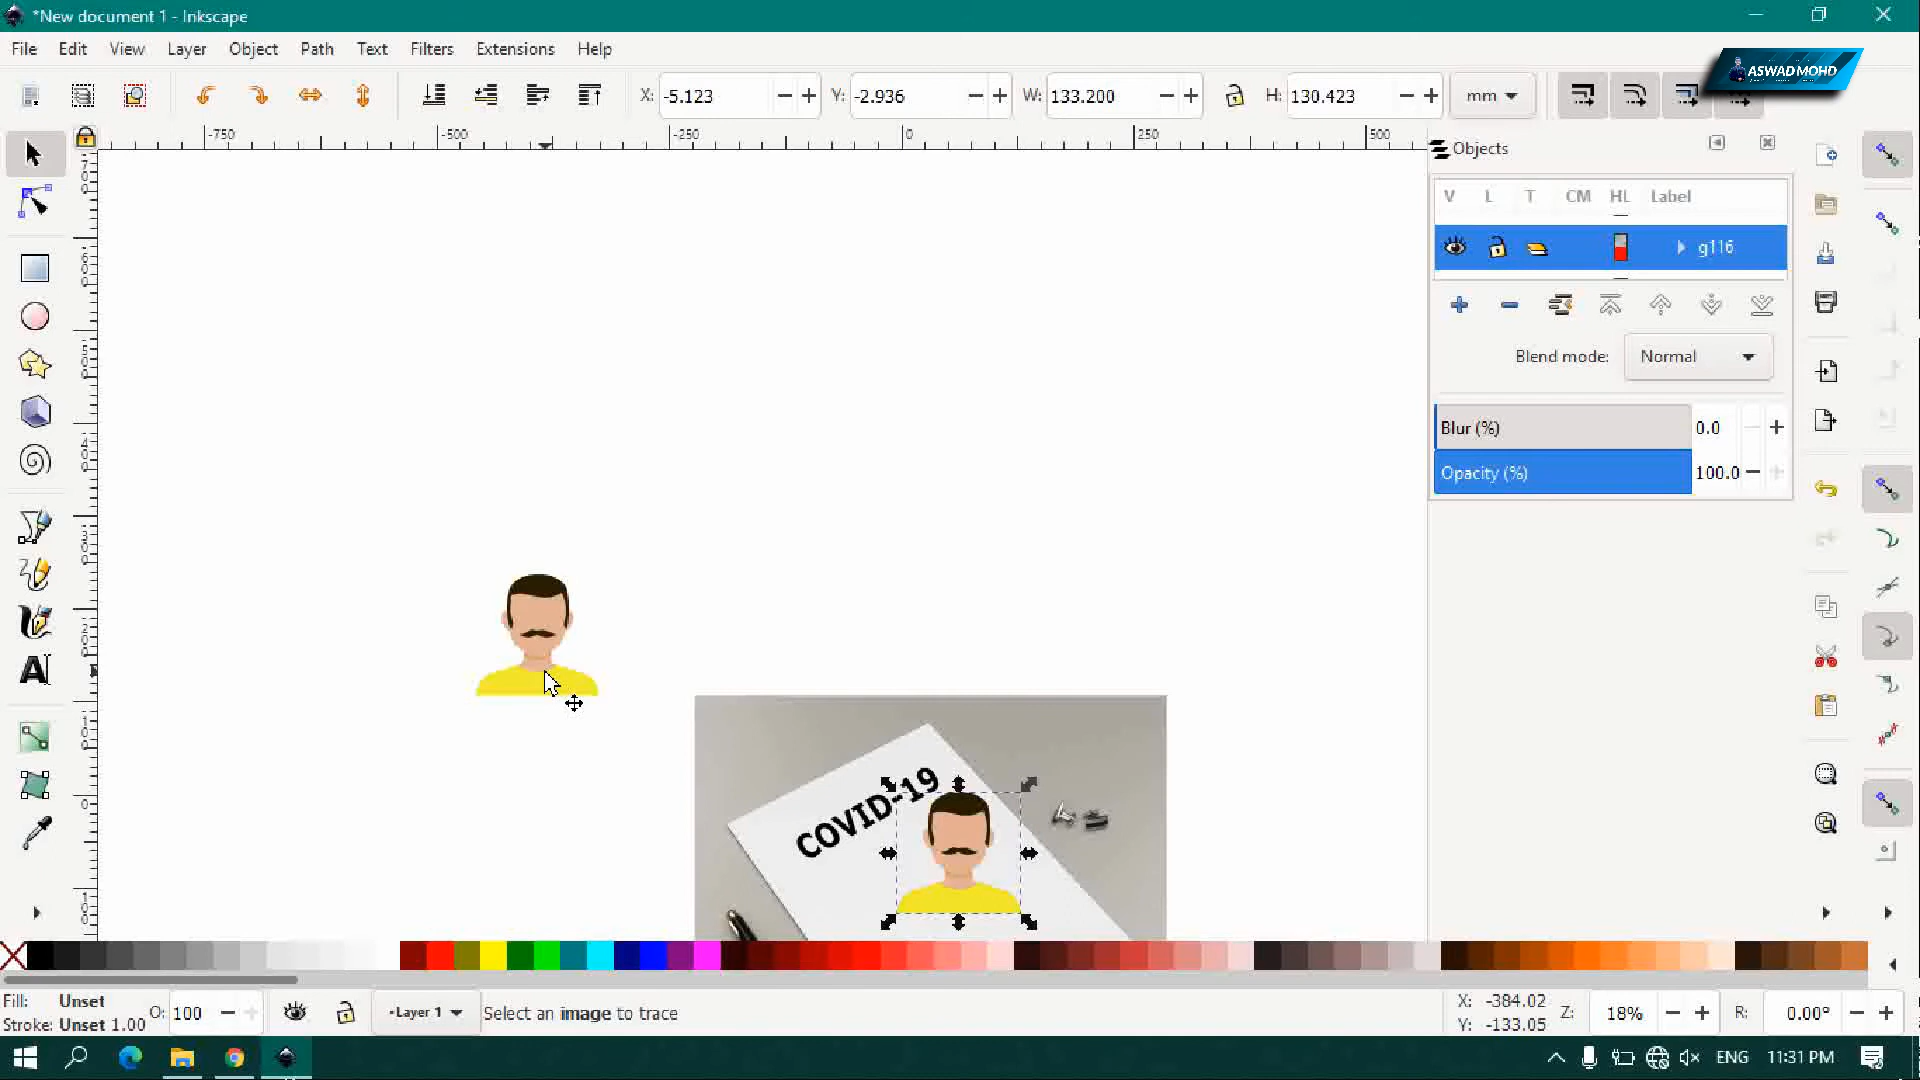 *New document 1 - Inkscape
File Edit View Layer Object Path Text Filters Extensions Help
ASWAD MOHD
X: -5.123 Y: -2.936 W: 133.200 H: 130.423 mm
-750 -500 -250 0 250 500
Objects
V L T CM HL Label
g116
Blend mode: Normal
Blur (%) 0.0
Opacity (%) 100.0
COVID-19
Fill: Unset
Stroke: Unset 1.00
O: 100
-Layer 1
Select an image to trace
X: -384.02
Y: -133.05
Z: 18%
R: 0.00°
ENG 11:31 PM